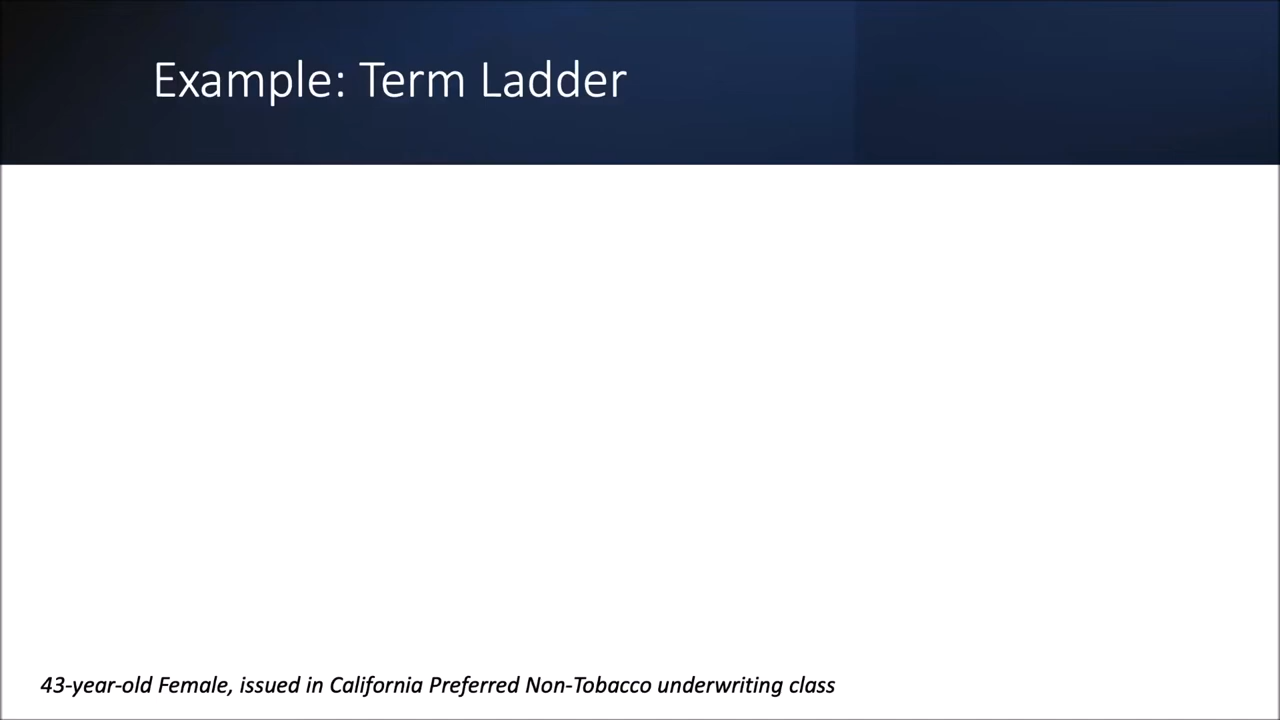 Example: Term Ladder
43-year-old Female, issued in California Preferred Non-Tobacco underwriting class